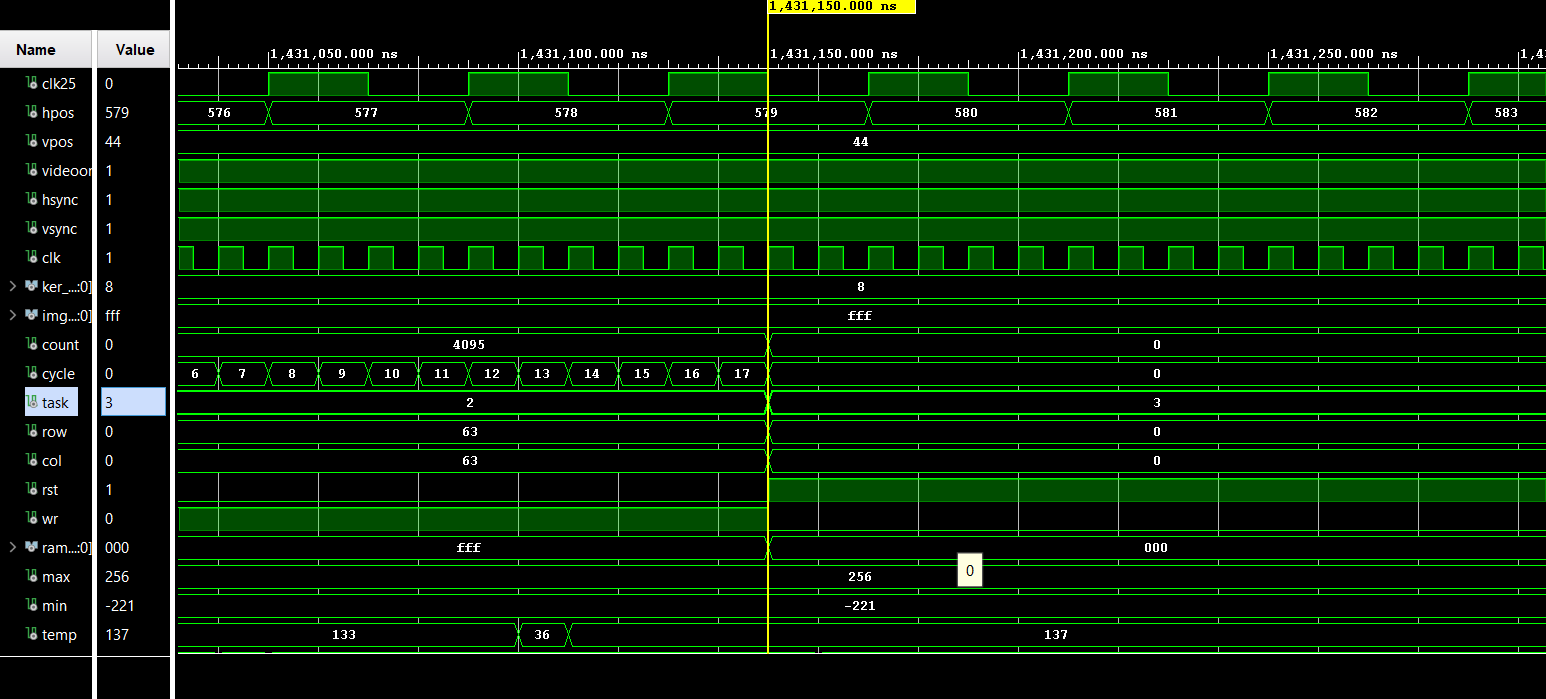 1,431,150.000 ns
Name Value
1,431,050.000 ns 1,431,100.000 ns 1,431,150.000 ns 1,431,200.000 ns 1,431,250.000 ns 1,43
clk25 0
hpos 579 576 577 578 579 580 581 582 583
vpos 44 44
videoor 1
hsync 1
vsync 1
clk 1
ker_...:0] 8 8
img...:0] fff fff
count 0 4095 0
cycle 0 6 7 8 9 10 11 12 13 14 15 16 17 0
task 3 2 3
row 0 63 0
col 0 63 0
rst 1
wr 0
ram...:0] 000 fff 000
max 256 256 0
min -221 -221
temp 137 133 36 137